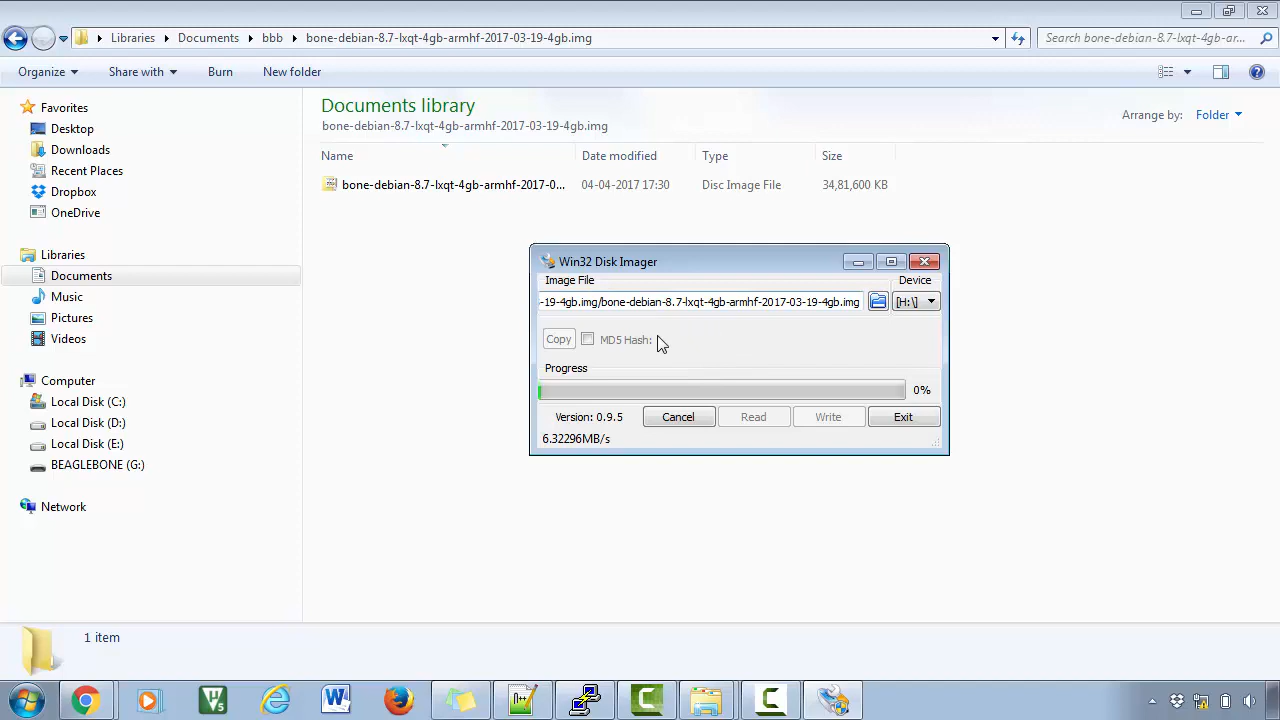 Libraries Documents bbb bone-debian-8.7-lxqt-4gb-armhf-2017-03-19-4gb.img Search bone-debian-8.7-lxqt-4gb-ar...
Organize Share with Burn New folder
Favorites
Desktop
Downloads
Recent Places
Dropbox
OneDrive
Libraries
Documents
Music
Pictures
Videos
Computer
Local Disk (C:)
Local Disk (D:)
Local Disk (E:)
BEAGLEBONE (G:)
Network
Documents library
bone-debian-8.7-lxqt-4gb-armhf-2017-03-19-4gb.img
Arrange by: Folder
Name Date modified Type Size
bone-debian-8.7-lxqt-4gb-armhf-2017-0... 04-04-2017 17:30 Disc Image File 34,81,600 KB
Win32 Disk Imager
Image File Device
-19-4gb.img/bone-debian-8.7-lxqt-4gb-armhf-2017-03-19-4gb.img [H:\]
Copy MD5 Hash:
Progress
0%
Version: 0.9.5 Cancel Read Write Exit
6.32296MB/s
1 item